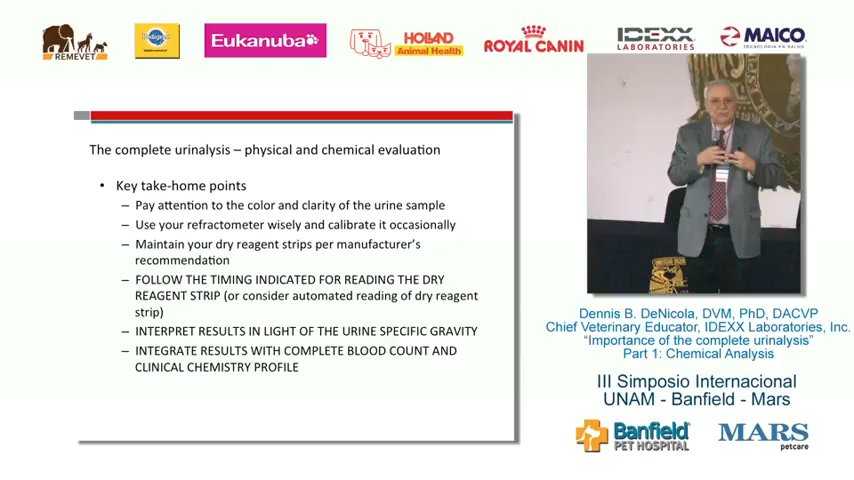 REMEVET
Pedigree
Eukanuba
HOLLAND
Animal Health
ROYAL CANIN
IDEXX
LABORATORIES
MAICO
TECNOLOGÍA EN SALUD
The complete urinalysis – physical and chemical evaluation
• Key take-home points
– Pay attention to the color and clarity of the urine sample
– Use your refractometer wisely and calibrate it occasionally
– Maintain your dry reagent strips per manufacturer's
recommendation
– FOLLOW THE TIMING INDICATED FOR READING THE DRY
REAGENT STRIP (or consider automated reading of dry reagent
strip)
– INTERPRET RESULTS IN LIGHT OF THE URINE SPECIFIC GRAVITY
– INTEGRATE RESULTS WITH COMPLETE BLOOD COUNT AND
CLINICAL CHEMISTRY PROFILE
Dennis B. DeNicola, DVM, PhD, DACVP
Chief Veterinary Educator, IDEXX Laboratories, Inc.
“Importance of the complete urinalysis”
Part 1: Chemical Analysis
III Simposio Internacional
UNAM - Banfield - Mars
Banfield
PET HOSPITAL
MARS
petcare